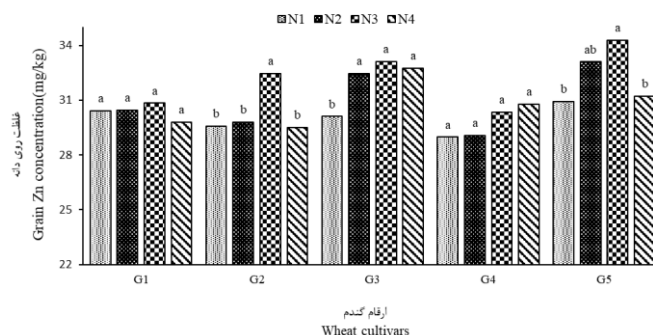 N1 N2 N3 N4
غلظت روی دانه
Grain Zn concentration(mg/kg)
34
31
28
25
22
a a a a
b b a b
b a a a
a a a a
b ab a b
G1 G2 G3 G4 G5
ارقام گندم
Wheat cultivars